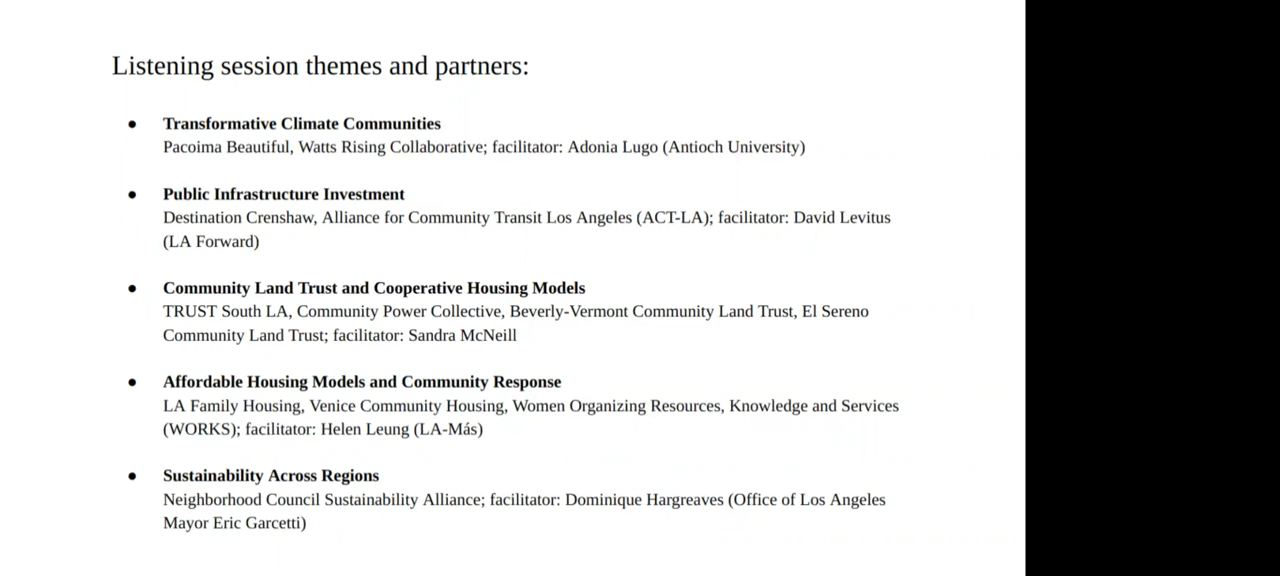 Listening session themes and partners:
● Transformative Climate Communities
Pacoima Beautiful, Watts Rising Collaborative; facilitator: Adonia Lugo (Antioch University)
● Public Infrastructure Investment
Destination Crenshaw, Alliance for Community Transit Los Angeles (ACT-LA); facilitator: David Levitus
(LA Forward)
● Community Land Trust and Cooperative Housing Models
TRUST South LA, Community Power Collective, Beverly-Vermont Community Land Trust, El Sereno
Community Land Trust; facilitator: Sandra McNeill
● Affordable Housing Models and Community Response
LA Family Housing, Venice Community Housing, Women Organizing Resources, Knowledge and Services
(WORKS); facilitator: Helen Leung (LA-Más)
● Sustainability Across Regions
Neighborhood Council Sustainability Alliance; facilitator: Dominique Hargreaves (Office of Los Angeles
Mayor Eric Garcetti)